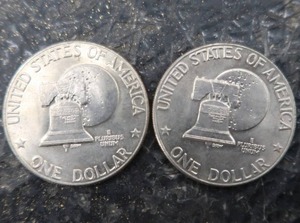 UNITED STATES OF AMERICA
E
PLURIBUS
UNUM
ONE DOLLAR
UNITED STATES OF AMERICA
E
PLURIBUS
UNUM
ONE DOLLAR